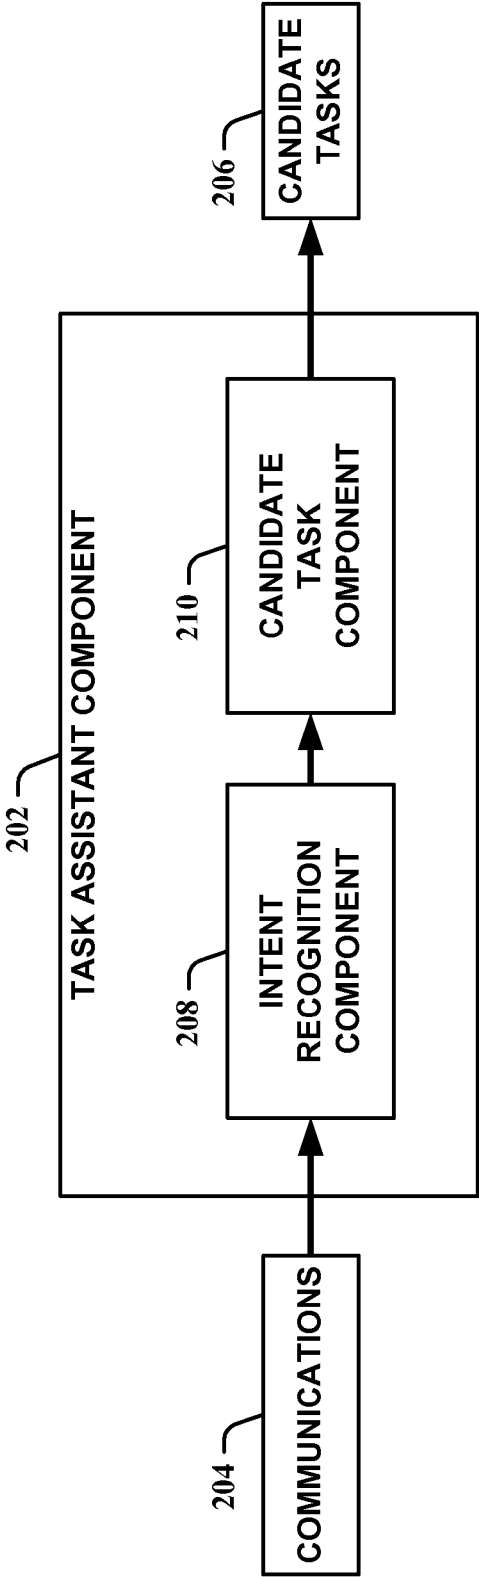 202
TASK ASSISTANT COMPONENT
204
COMMUNICATIONS
208
INTENT
RECOGNITION
COMPONENT
210
CANDIDATE
TASK
COMPONENT
206
CANDIDATE
TASKS